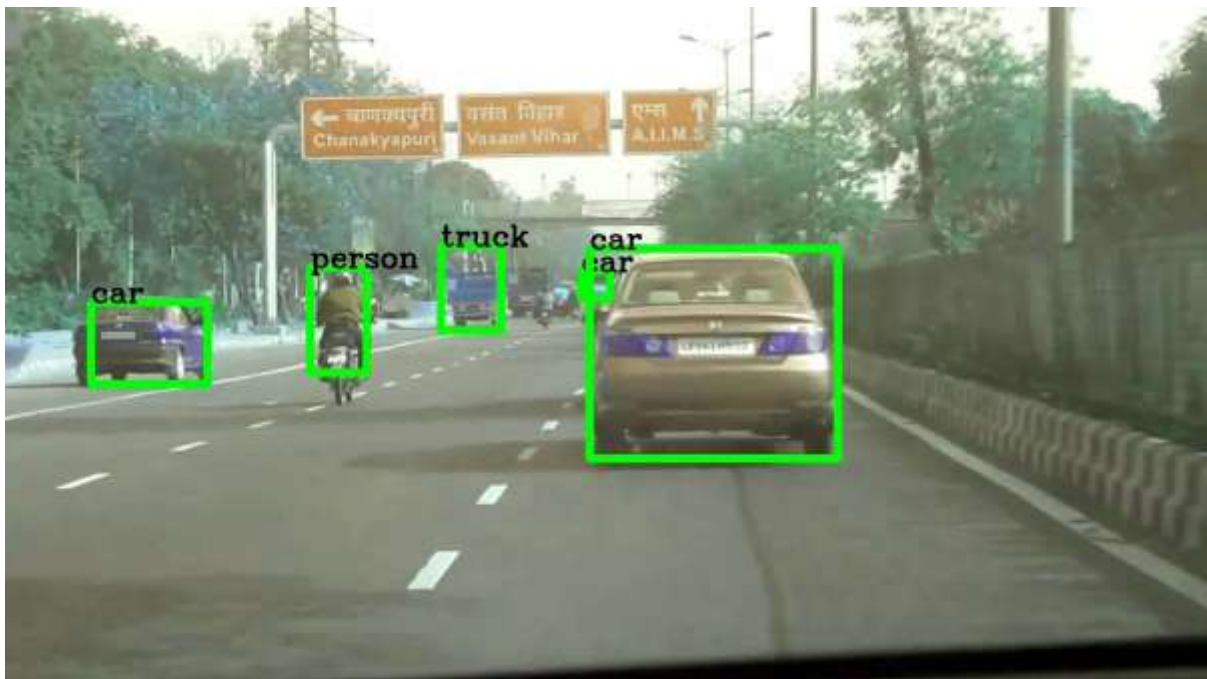 चाणक्यपुरी
Chanakyapuri
वसंत विहार
Vasant Vihar
एम्स
A.I.I.M.S
car
car
truck
person
car